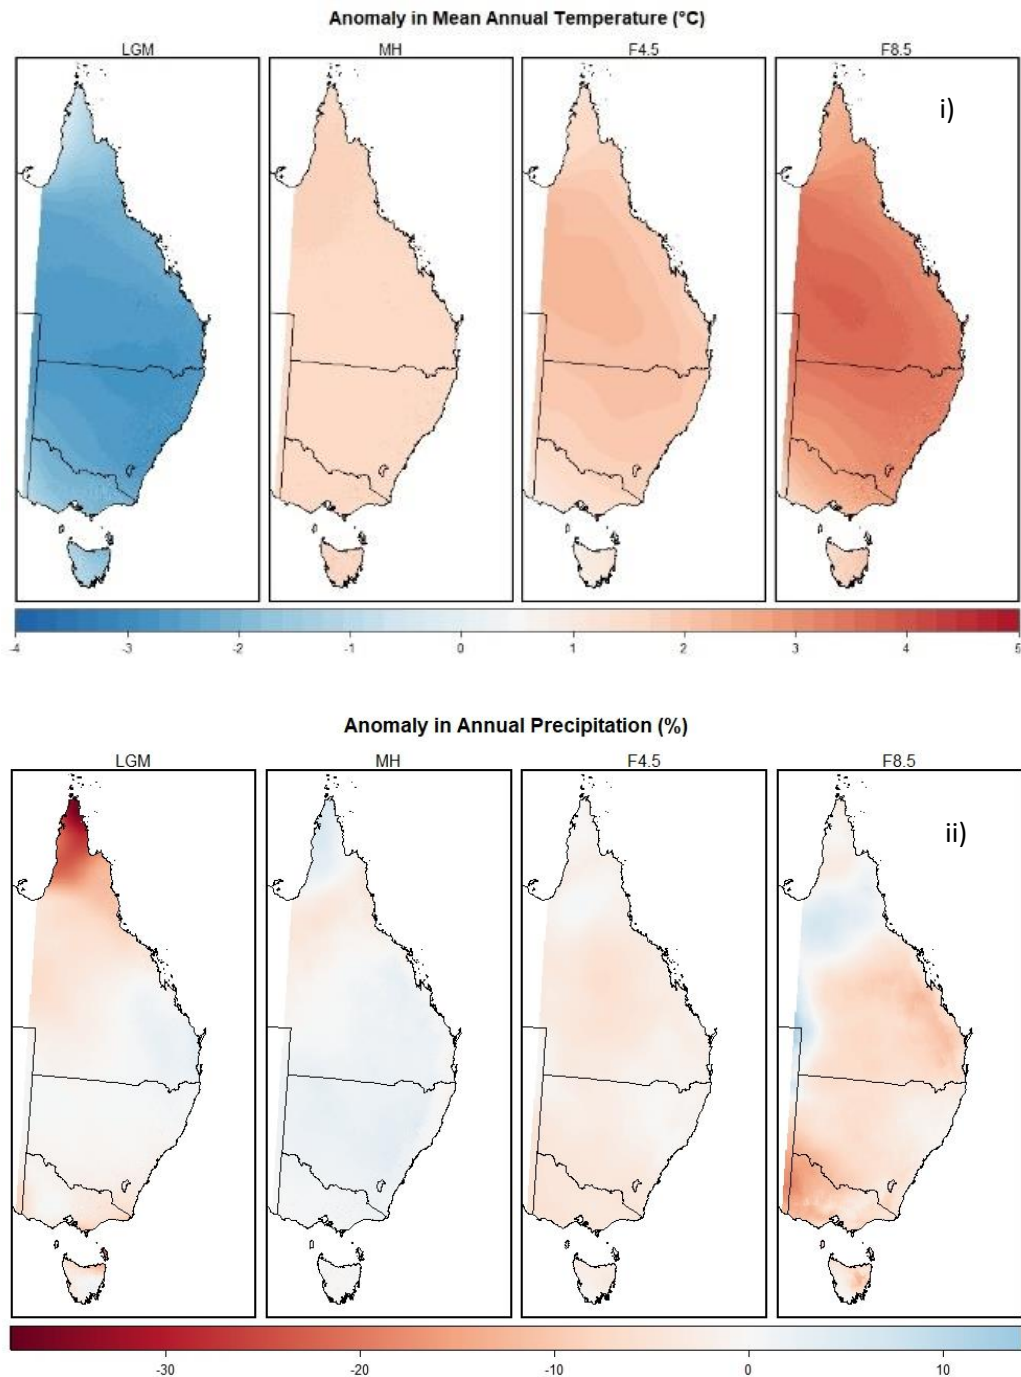 Anomaly in Mean Annual Temperature (°C)
LGM MH F4.5 F8.5
i)
-4 -3 -2 -1 0 1 2 3 4 5
Anomaly in Annual Precipitation (%)
LGM MH F4.5 F8.5
ii)
-30 -20 -10 0 10